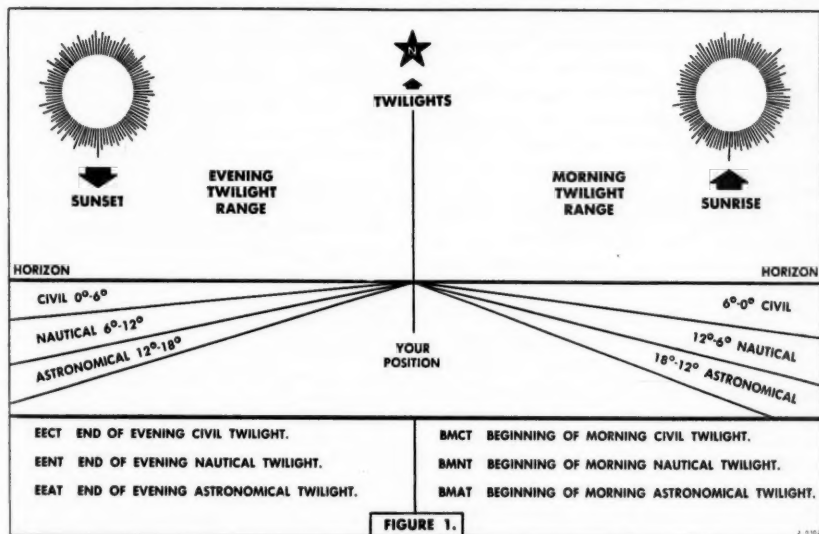 N
TWILIGHTS
EVENING
TWILIGHT
RANGE
MORNING
TWILIGHT
RANGE
SUNSET
SUNRISE
HORIZON
HORIZON
CIVIL 0°-6°
NAUTICAL 6°-12°
ASTRONOMICAL 12°-18°
6°-0° CIVIL
12°-6° NAUTICAL
18°-12° ASTRONOMICAL
YOUR
POSITION
EECT END OF EVENING CIVIL TWILIGHT.
EENT END OF EVENING NAUTICAL TWILIGHT.
EEAT END OF EVENING ASTRONOMICAL TWILIGHT.
BMCT BEGINNING OF MORNING CIVIL TWILIGHT.
BMNT BEGINNING OF MORNING NAUTICAL TWILIGHT.
BMAT BEGINNING OF MORNING ASTRONOMICAL TWILIGHT.
FIGURE 1.